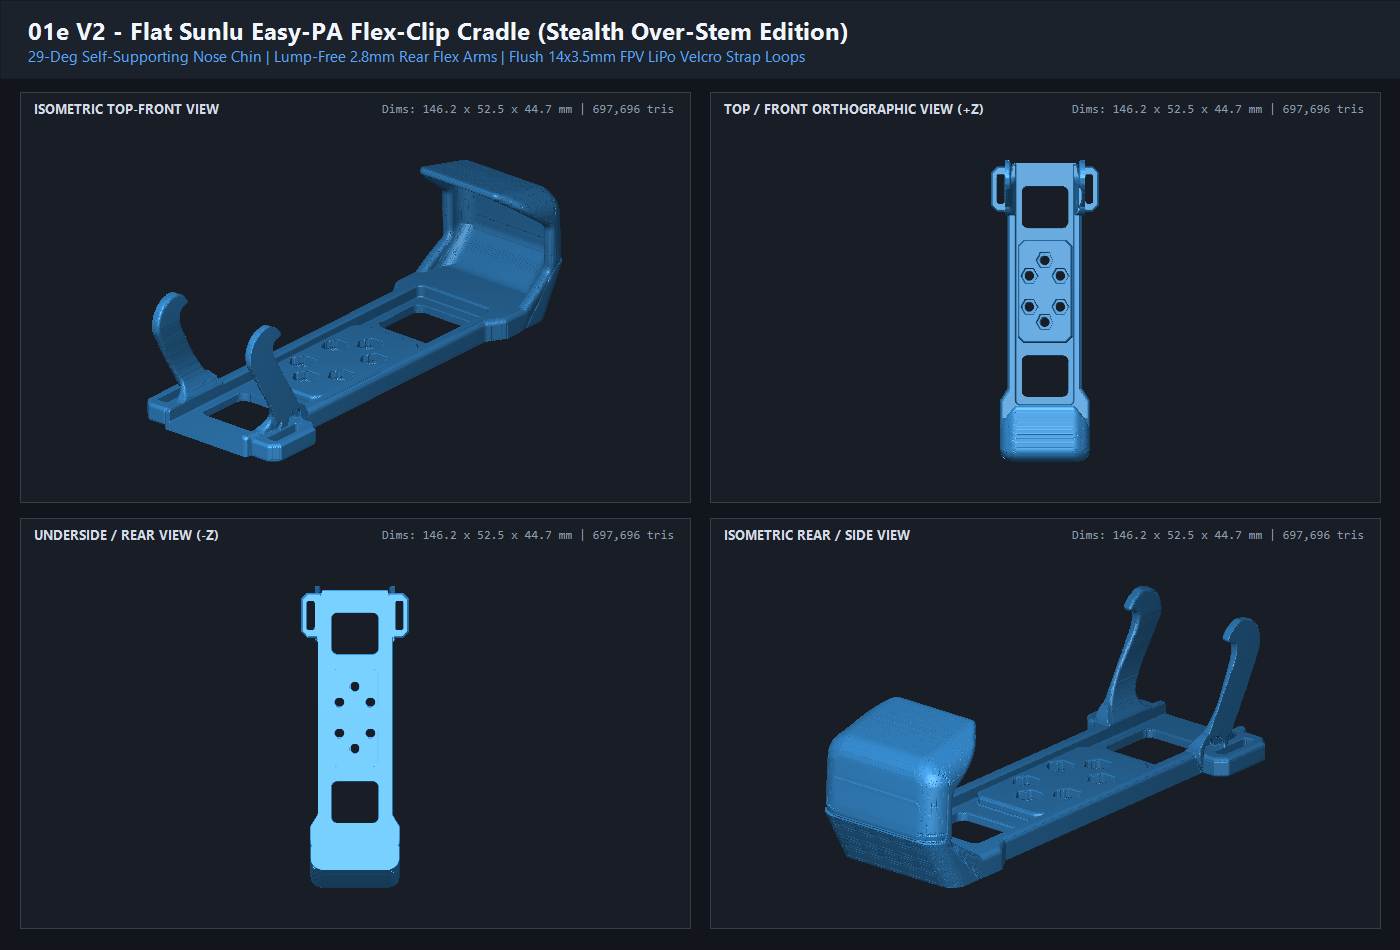 01e V2 - Flat Sunlu Easy-PA Flex-Clip Cradle (Stealth Over-Stem Edition)
29-Deg Self-Supporting Nose Chin | Lump-Free 2.8mm Rear Flex Arms | Flush 14x3.5mm FPV LiPo Velcro Strap Loops
ISOMETRIC TOP-FRONT VIEW
Dims: 146.2 x 52.5 x 44.7 mm | 697,696 tris
TOP / FRONT ORTHOGRAPHIC VIEW (+Z)
Dims: 146.2 x 52.5 x 44.7 mm | 697,696 tris
UNDERSIDE / REAR VIEW (-Z)
Dims: 146.2 x 52.5 x 44.7 mm | 697,696 tris
ISOMETRIC REAR / SIDE VIEW
Dims: 146.2 x 52.5 x 44.7 mm | 697,696 tris